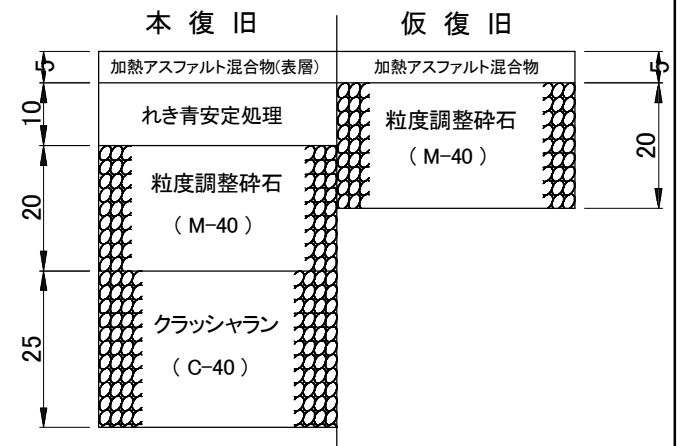 本復旧
仮復旧
5
加熱アスファルト混合物(表層)
加熱アスファルト混合物
5
10
れき青安定処理
粒度調整砕石
( M-40 )
20
20
粒度調整砕石
( M-40 )
25
クラッシャラン
( C-40 )